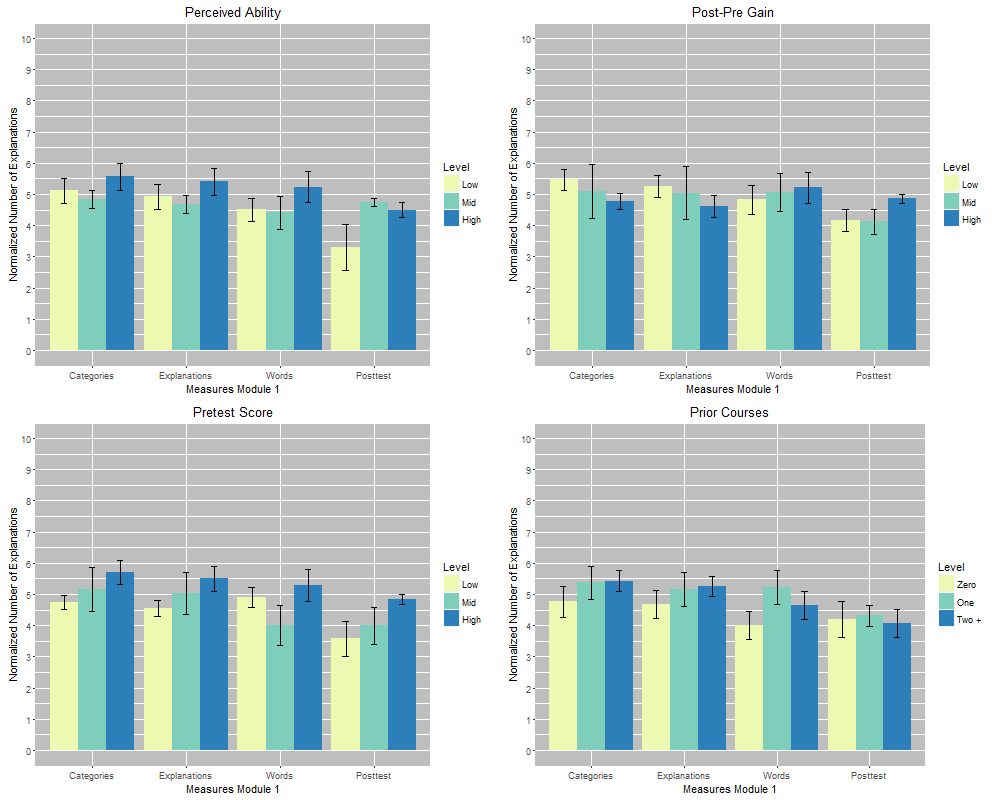 Perceived Ability
Normalized Number of Explanations
10
9
8
7
6
5
4
3
2
1
0
Categories Explanations Words Posttest
Measures Module 1
Level
Low
Mid
High
Post-Pre Gain
Normalized Number of Explanations
10
9
8
7
6
5
4
3
2
1
0
Categories Explanations Words Posttest
Measures Module 1
Level
Low
Mid
High
Pretest Score
Normalized Number of Explanations
10
9
8
7
6
5
4
3
2
1
0
Categories Explanations Words Posttest
Measures Module 1
Level
Low
Mid
High
Prior Courses
Normalized Number of Explanations
10
9
8
7
6
5
4
3
2
1
0
Categories Explanations Words Posttest
Measures Module 1
Level
Zero
One
Two +